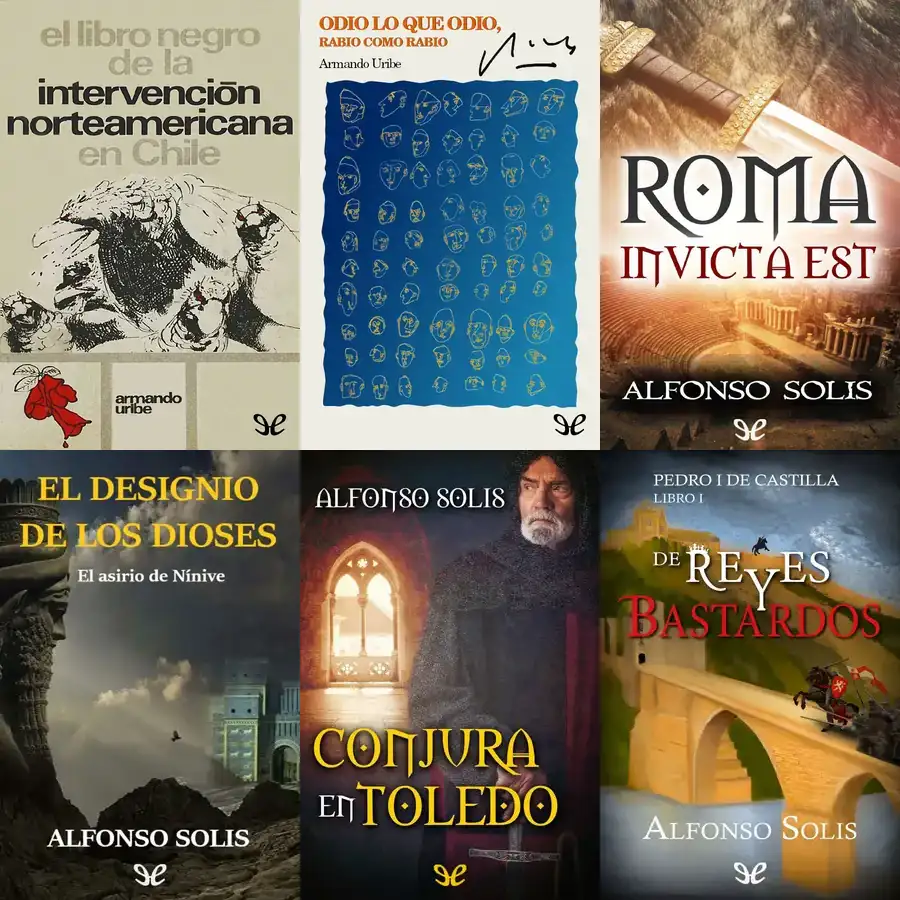 el libro negro
de la
intervención
norteamericana
en Chile
armando
uribe
ODIO LO QUE ODIO,
RABIO COMO RABIO
Armando Uribe
ROMA
INVICTA EST
ALFONSO SOLIS
EL DESIGNIO
DE LOS DIOSES
El asirio de Nínive
ALFONSO SOLIS
ALFONSO SOLIS
CONJURA
EN TOLEDO
PEDRO I DE CASTILLA
LIBRO I
DE REYES
Y
BASTARDOS
ALFONSO SOLIS